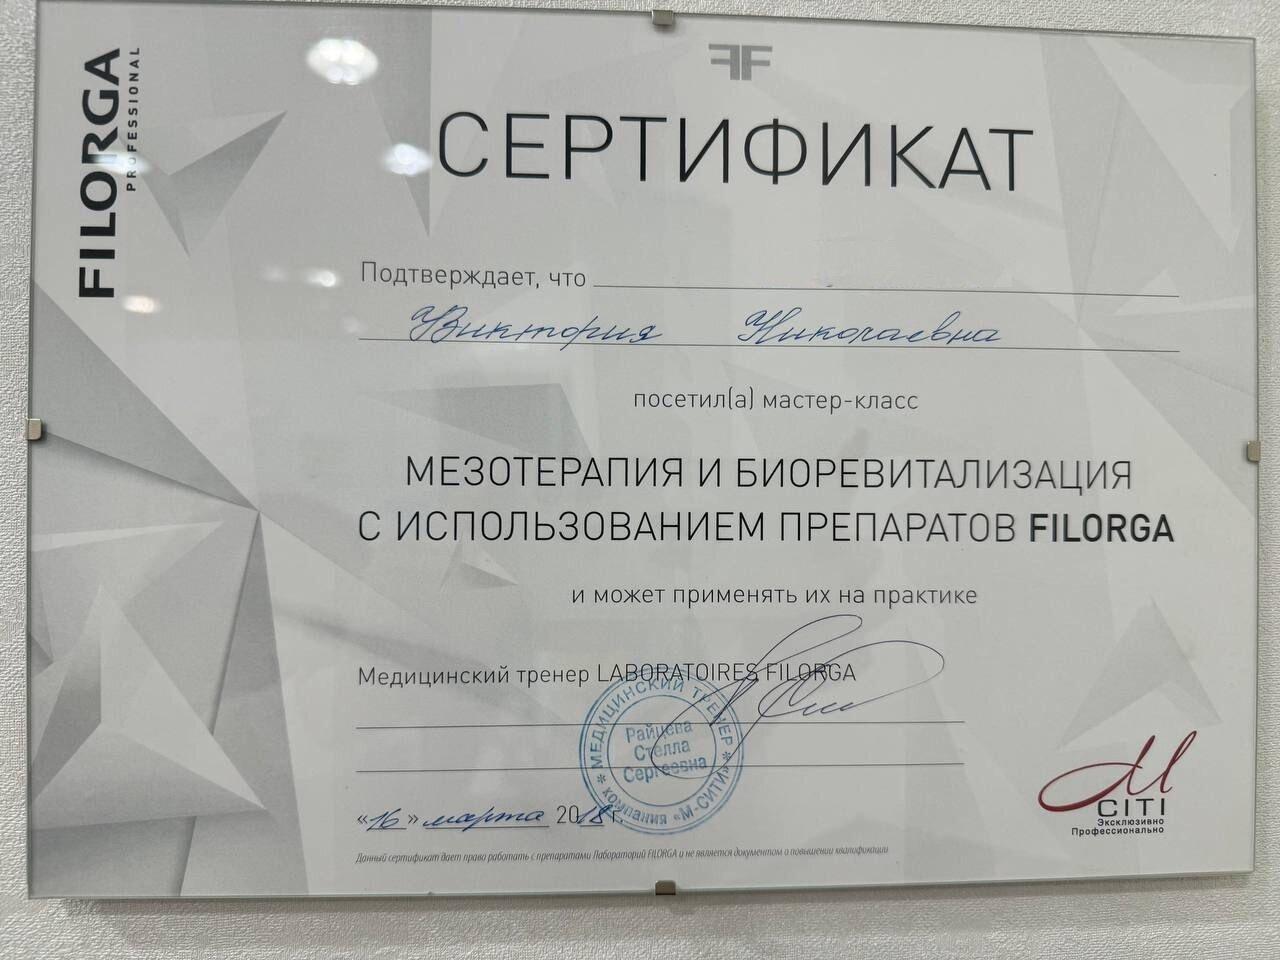 FILORGA
PROFESSIONAL
СЕРТИФИКАТ
Подтверждает, что
Виктория Николаевна
посетил(а) мастер-класс
МЕЗОТЕРАПИЯ И БИОРЕВИТАЛИЗАЦИЯ
С ИСПОЛЬЗОВАНИЕМ ПРЕПАРАТОВ FILORGA
и может применять их на практике
Медицинский тренер LABORATOIRES FILORGA
* МЕДИЦИНСКИЙ ТРЕНЕР *
Райцева
Стелла
Сергеевна
компания «М-СИТИ»
«16» марта 2018 г.
M
CITI
Эксклюзивно
Профессионально
Данный сертификат дает право работать с препаратами Лабораторий FILORGA и не является документом о повышении квалификации